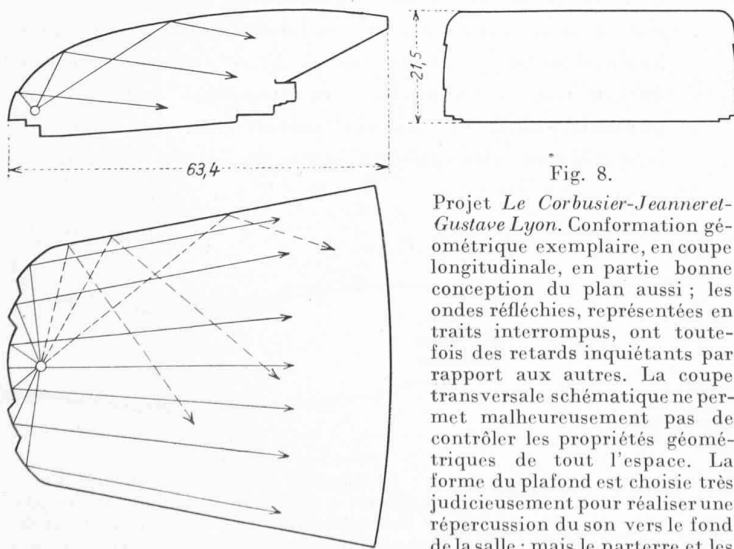 21,5
63,4
Fig. 8.
Projet Le Corbusier-Jeanneret-
Gustave Lyon. Conformation gé-
ométrique exemplaire, en coupe
longitudinale, en partie bonne
conception du plan aussi ; les
ondes réfléchies, représentées en
traits interrompus, ont toute-
fois des retards inquiétants par
rapport aux autres. La coupe
transversale schématique ne per-
met malheureusement pas de
contrôler les propriétés géomé-
triques de tout l'espace. La
forme du plafond est choisie très
judicieusement pour réaliser une
répercussion du son vers le fond
de la salle ; mais le parterre et les